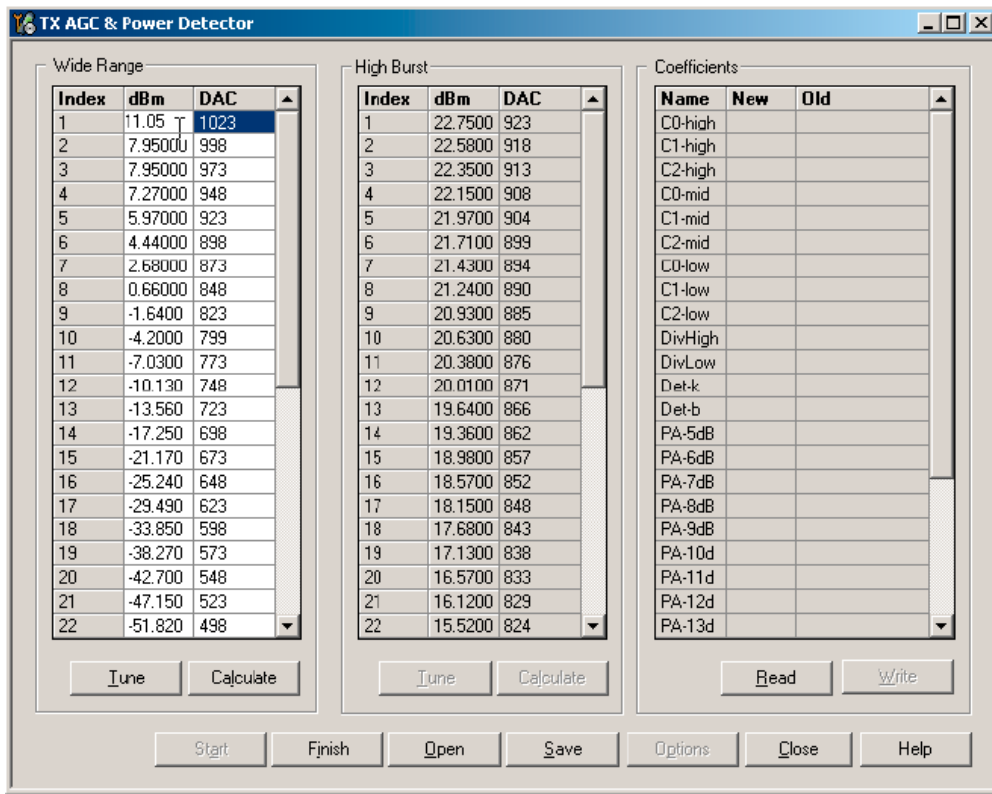 TX AGC & Power Detector
Wide Range
Index dBm DAC
1 11.05 1023
2 7.95000 998
3 7.95000 973
4 7.27000 948
5 5.97000 923
6 4.44000 898
7 2.68000 873
8 0.66000 848
9 -1.6400 823
10 -4.2000 799
11 -7.0300 773
12 -10.130 748
13 -13.560 723
14 -17.250 698
15 -21.170 673
16 -25.240 648
17 -29.490 623
18 -33.850 598
19 -38.270 573
20 -42.700 548
21 -47.150 523
22 -51.820 498
Tune Calculate
High Burst
Index dBm DAC
1 22.7500 923
2 22.5800 918
3 22.3500 913
4 22.1500 908
5 21.9700 904
6 21.7100 899
7 21.4300 894
8 21.2400 890
9 20.9300 885
10 20.6300 880
11 20.3800 876
12 20.0100 871
13 19.6400 866
14 19.3600 862
15 18.9800 857
16 18.5700 852
17 18.1500 848
18 17.6800 843
19 17.1300 838
20 16.5700 833
21 16.1200 829
22 15.5200 824
Tune Calculate
Coefficients
Name New Old
C0-high
C1-high
C2-high
C0-mid
C1-mid
C2-mid
C0-low
C1-low
C2-low
DivHigh
DivLow
Det-k
Det-b
PA-5dB
PA-6dB
PA-7dB
PA-8dB
PA-9dB
PA-10d
PA-11d
PA-12d
PA-13d
Read Write
Start Finish Open Save Options Close Help